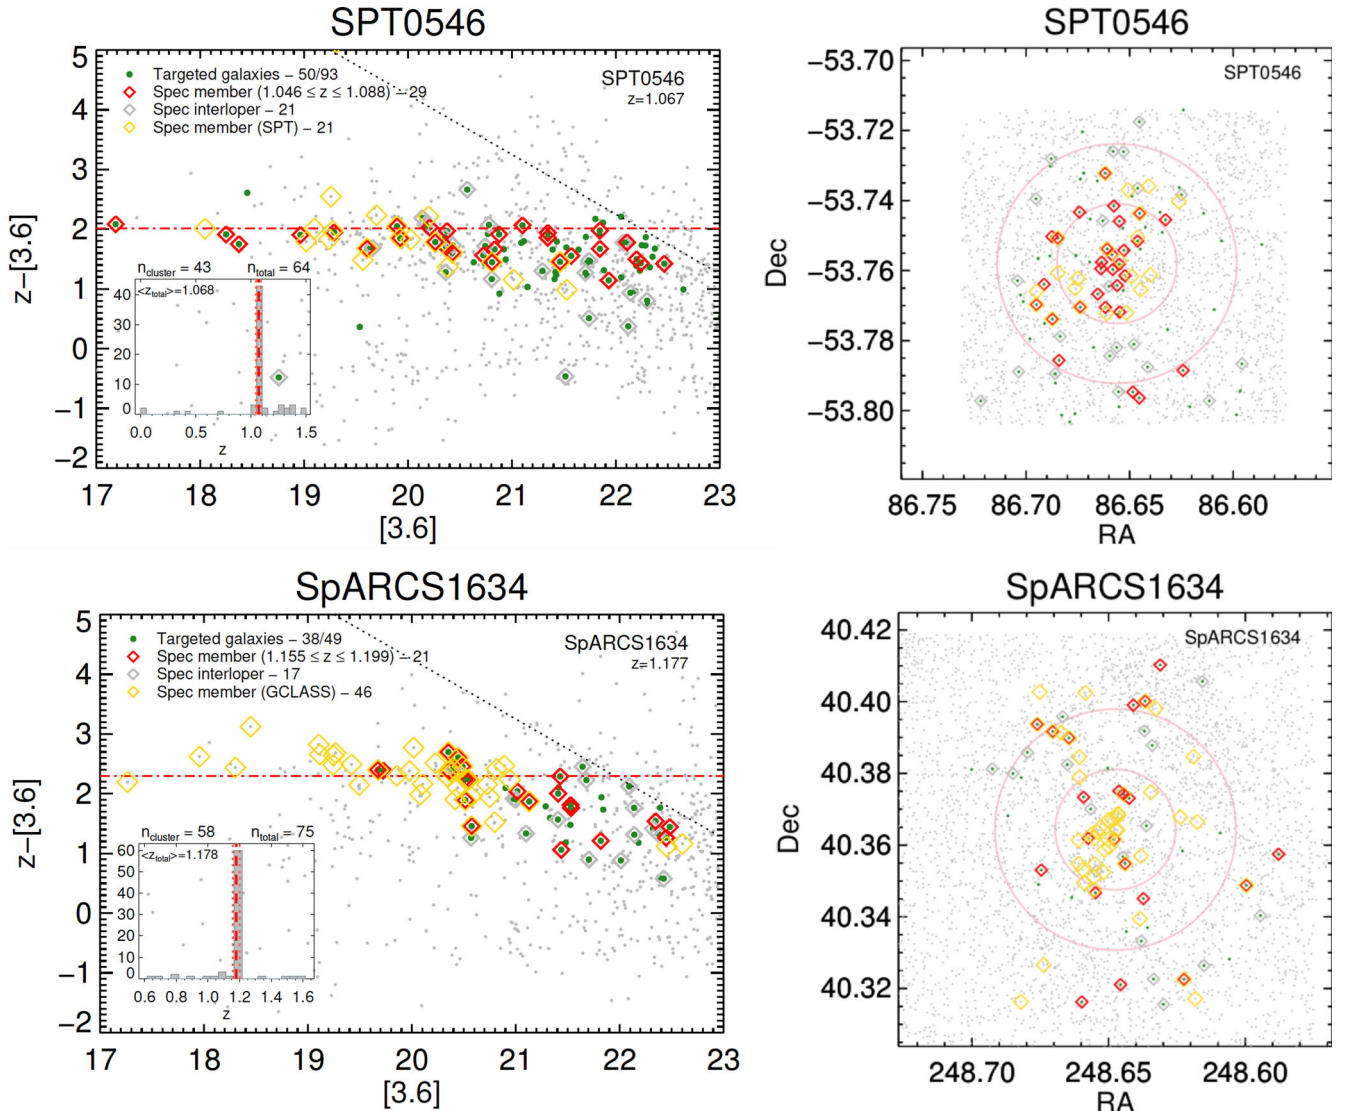 SPT0546
5
4
3
2
1
0
−1
−2
z−[3.6]
Targeted galaxies − 50/93
Spec member (1.046 ≤ z ≤ 1.088) − 29
Spec interloper − 21
Spec member (SPT) − 21
SPT0546
z=1.067
n_cluster = 43
n_total = 64
<z_total>=1.068
40
30
20
10
0
0.0 0.5 1.0 1.5
z
17 18 19 20 21 22 23
[3.6]
SPT0546
SPT0546
−53.70
−53.72
−53.74
−53.76
−53.78
−53.80
Dec
86.75 86.70 86.65 86.60
RA
SpARCS1634
5
4
3
2
1
0
−1
−2
z−[3.6]
Targeted galaxies − 38/49
Spec member (1.155 ≤ z ≤ 1.199) − 21
Spec interloper − 17
Spec member (GCLASS) − 46
SpARCS1634
z=1.177
n_cluster = 58
n_total = 75
<z_total>=1.178
60
50
40
30
20
10
0
0.6 0.8 1.0 1.2 1.4 1.6
z
17 18 19 20 21 22 23
[3.6]
SpARCS1634
SpARCS1634
40.42
40.40
40.38
40.36
40.34
40.32
Dec
248.70 248.65 248.60
RA